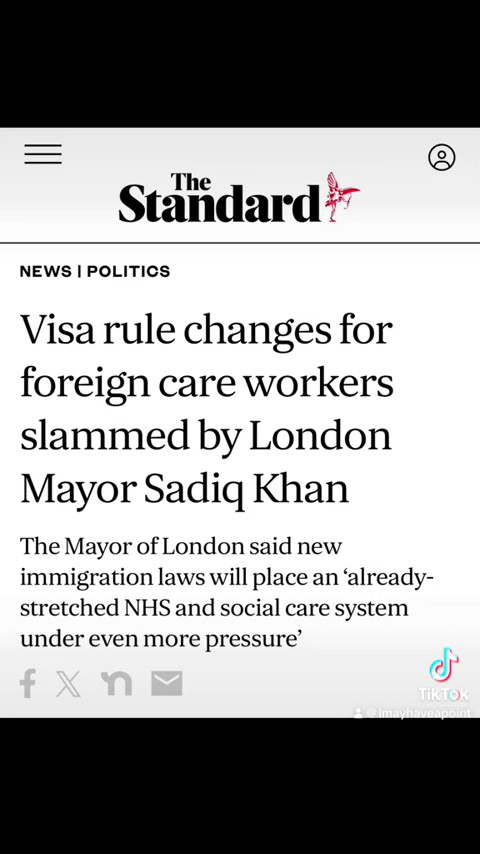 The
Standard
NEWS | POLITICS
Visa rule changes for
foreign care workers
slammed by London
Mayor Sadiq Khan
The Mayor of London said new
immigration laws will place an ‘already-
stretched NHS and social care system
under even more pressure’
TikTok
@imayhaveapoint